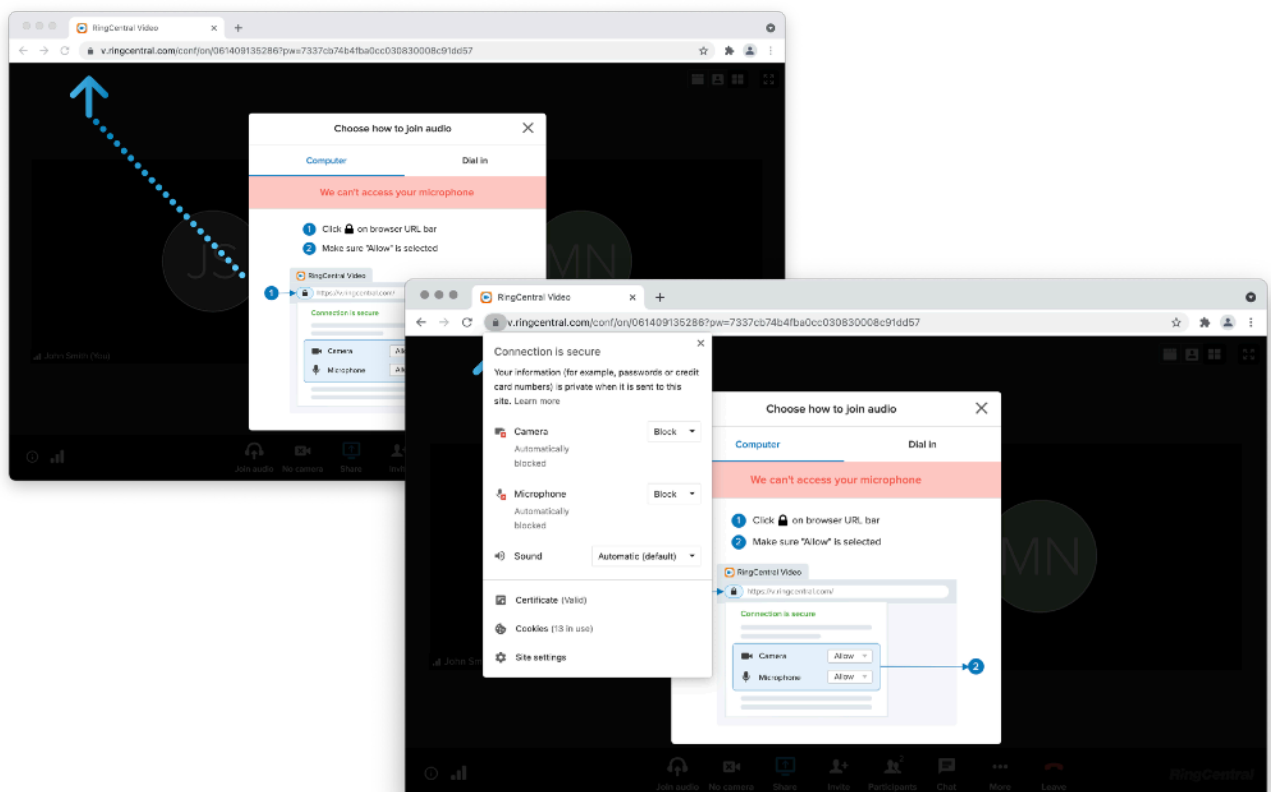 RingCentral Video
v.ringcentral.com/conf/on/061409135286?pw=7337cb74b4fba0cc030830008c91dd57
Choose how to join audio
Computer
Dial in
We can't access your microphone
1 Click on browser URL bar
2 Make sure "Allow" is selected
RingCentral Video
1
https://v.ringcentral.com/
Connection is secure
Camera
Microphone
JS
MN
John Smith (You)
Join audio
No camera
Share
RingCentral Video
v.ringcentral.com/conf/on/061409135286?pw=7337cb74b4fba0cc030830008c91dd57
Connection is secure
Your information (for example, passwords or credit
card numbers) is private when it is sent to this
site. Learn more
Camera
Block
Automatically
blocked
Microphone
Block
Automatically
blocked
Sound
Automatic (default)
Certificate (Valid)
Cookies (13 in use)
Site settings
Choose how to join audio
Computer
Dial in
We can't access your microphone
1 Click on browser URL bar
2 Make sure "Allow" is selected
RingCentral Video
https://v.ringcentral.com/
Connection is secure
Camera
Allow
Microphone
Allow
2
MN
Join audio
No camera
Share
Invite
Participants
2
Chat
More
Leave
RingCentral